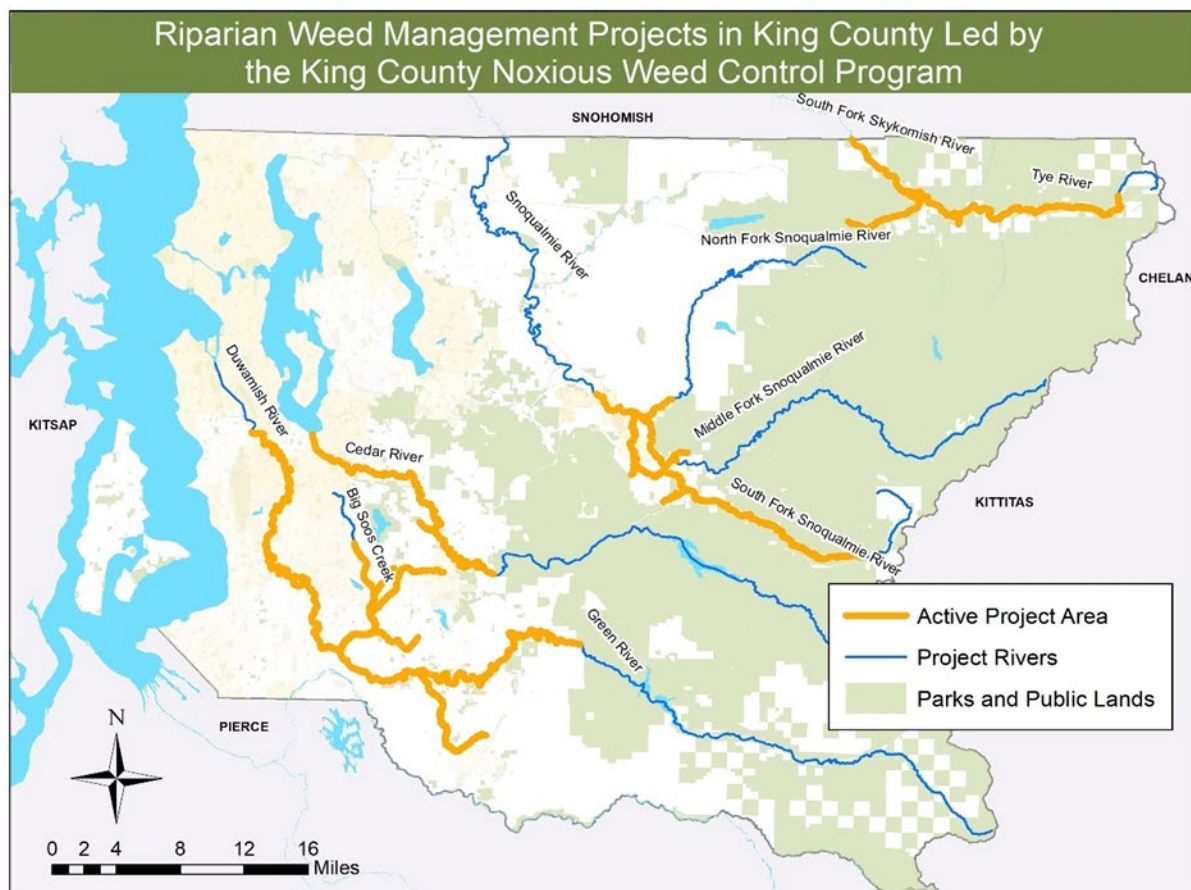 Riparian Weed Management Projects in King County Led by
the King County Noxious Weed Control Program
SNOHOMISH
South Fork Skykomish River
Tye River
Snoqualmie River
North Fork Snoqualmie River
CHELAN
Middle Fork Snoqualmie River
Duwamish River
KITSAP
Cedar River
Big Soos Creek
South Fork Snoqualmie River
KITTITAS
Green River
Active Project Area
Project Rivers
Parks and Public Lands
PIERCE
N
0 2 4 8 12 16
Miles